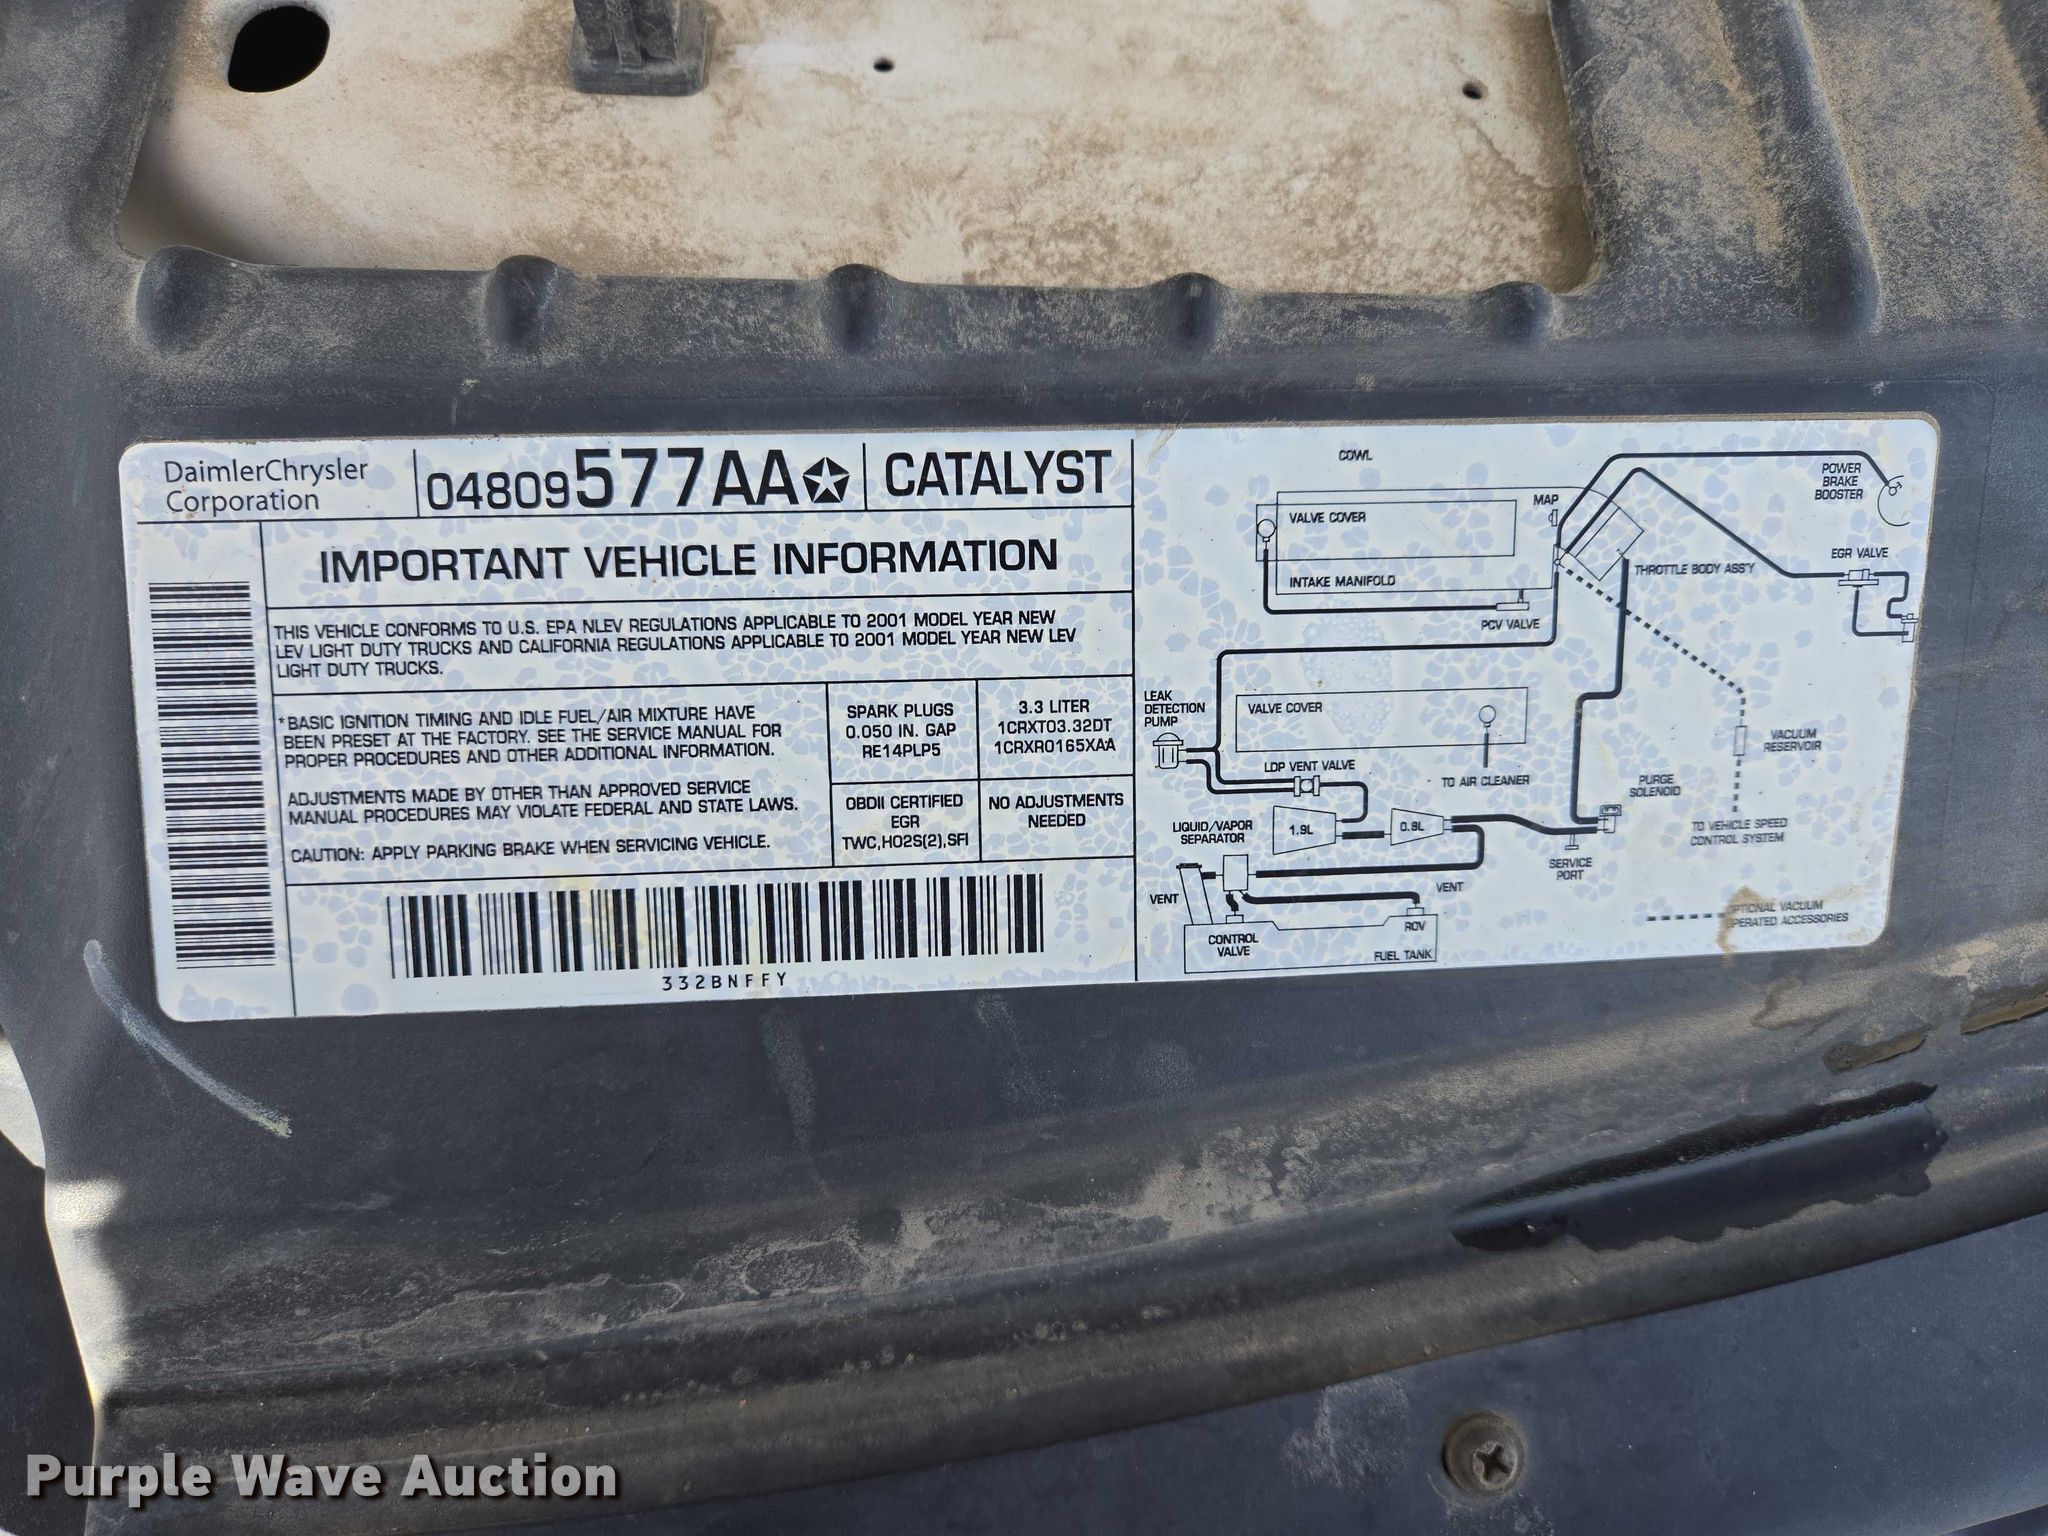 DaimlerChrysler
Corporation
04809577AA
CATALYST
IMPORTANT VEHICLE INFORMATION
THIS VEHICLE CONFORMS TO U.S. EPA NLEV REGULATIONS APPLICABLE TO 2001 MODEL YEAR NEW
LEV LIGHT DUTY TRUCKS AND CALIFORNIA REGULATIONS APPLICABLE TO 2001 MODEL YEAR NEW LEV
LIGHT DUTY TRUCKS.
*BASIC IGNITION TIMING AND IDLE FUEL/AIR MIXTURE HAVE
BEEN PRESET AT THE FACTORY. SEE THE SERVICE MANUAL FOR
PROPER PROCEDURES AND OTHER ADDITIONAL INFORMATION.
ADJUSTMENTS MADE BY OTHER THAN APPROVED SERVICE
MANUAL PROCEDURES MAY VIOLATE FEDERAL AND STATE LAWS.
CAUTION: APPLY PARKING BRAKE WHEN SERVICING VEHICLE.
SPARK PLUGS
0.050 IN. GAP
RE14PLP5
3.3 LITER
1CRXT03.32DT
1CRXR0165XAA
OBDII CERTIFIED
EGR
TWC,HO2S(2),SFI
NO ADJUSTMENTS
NEEDED
332BNFFY
COWL
MAP
POWER
BRAKE
BOOSTER
VALVE COVER
EGR VALVE
INTAKE MANIFOLD
THROTTLE BODY ASS'Y
PCV VALVE
LEAK
DETECTION
PUMP
VALVE COVER
VACUUM
RESERVOIR
LDP VENT VALVE
TO AIR CLEANER
PURGE
SOLENOID
LIQUID/VAPOR
SEPARATOR
1.9L
0.8L
TO VEHICLE SPEED
CONTROL SYSTEM
SERVICE
PORT
VENT
VENT
CONTROL
VALVE
ROV
FUEL TANK
OPTIONAL VACUUM
OPERATED ACCESSORIES
Purple Wave Auction